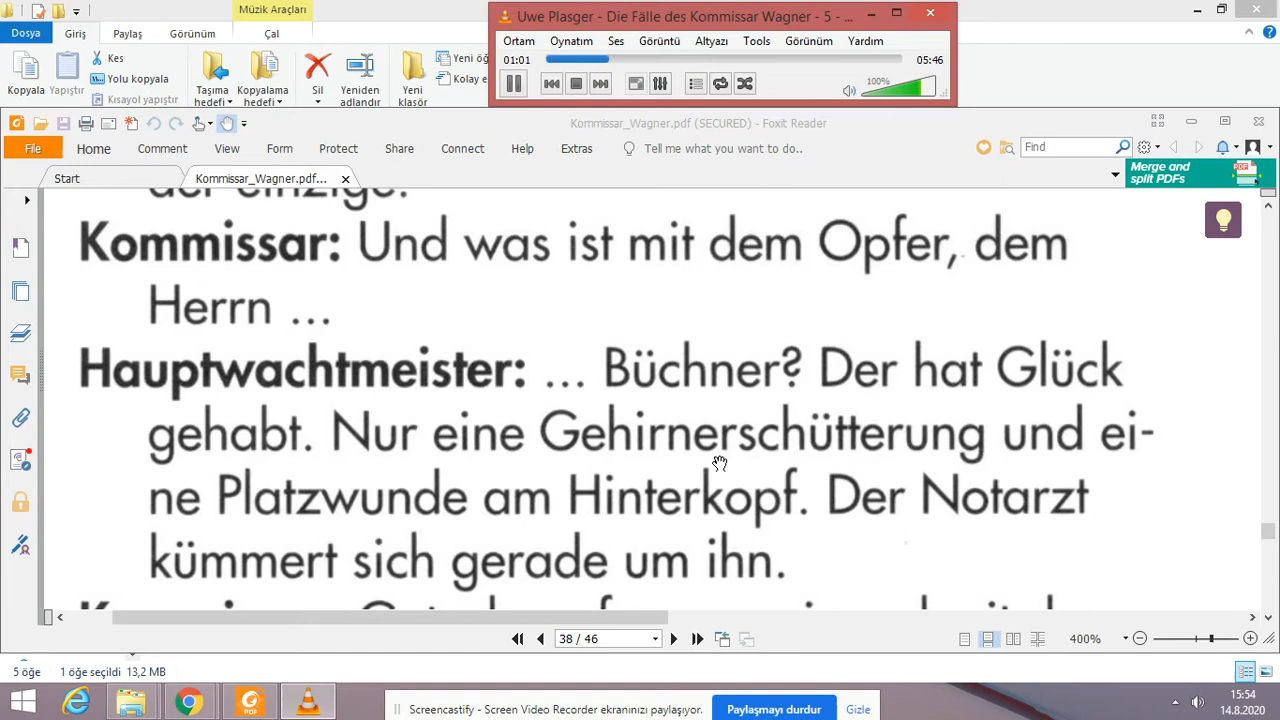 Müzik Araçları
Uwe Plasger - Die Fälle des Kommissar Wagner - 5 - ...
Dosya Giriş Paylaş Görünüm Çal
Ortam Oynatım Ses Görüntü Altyazı Tools Görünüm Yardım
01:01 05:46
100%
Kopyala Yapıştır
Kes
Yolu kopyala
Kısayol yapıştır
Taşıma hedefi
Kopyalama hedefi
Sil
Yeniden adlandır
Yeni klasör
Yeni öğ
Kolay e
Kommissar_Wagner.pdf (SECURED) - Foxit Reader
File Home Comment View Form Protect Share Connect Help Extras Tell me what you want to do.. Find
Start Kommissar_Wagner.pdf...
Merge and
split PDFs
der einzige.
Kommissar: Und was ist mit dem Opfer, dem
Herrn ...
Hauptwachtmeister: ... Büchner? Der hat Glück
gehabt. Nur eine Gehirnerschütterung und ei-
ne Platzwunde am Hinterkopf. Der Notarzt
kümmert sich gerade um ihn.
38 / 46
400%
5 öğe 1 öğe seçildi 13,2 MB
Screencastify - Screen Video Recorder ekranınızı paylaşıyor. Paylaşmayı durdur Gizle
PDF
15:54
14.8.2020